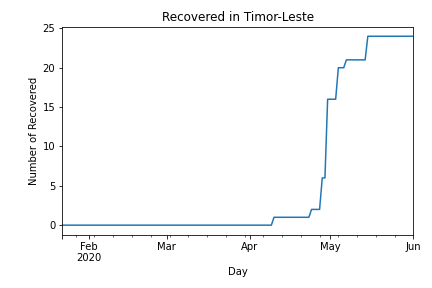 Recovered in Timor-Leste
25
20
15
10
5
0
Number of Recovered
Feb
2020
Mar
Apr
May
Jun
Day